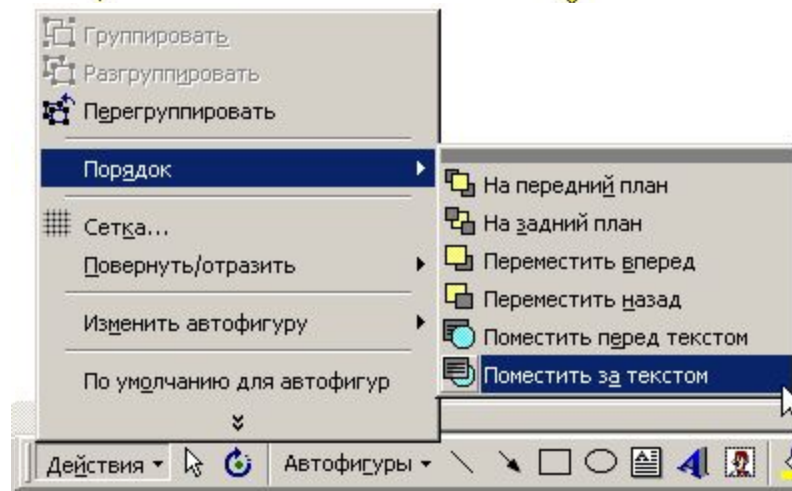 Группировать
Разгруппировать
Перегруппировать
Порядок
На передний план
На задний план
Переместить вперед
Переместить назад
Поместить перед текстом
Поместить за текстом
Сетка...
Повернуть/отразить
Изменить автофигуру
По умолчанию для автофигур
Действия
Автофигуры